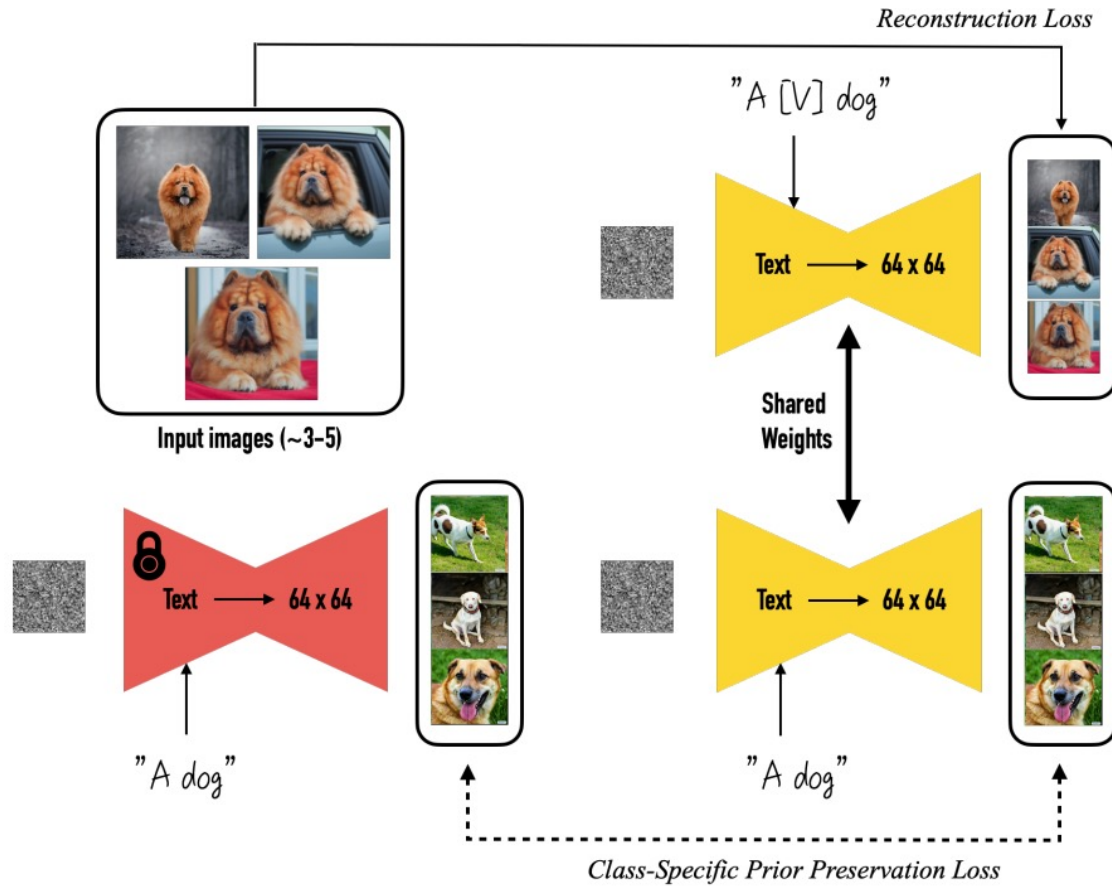 Reconstruction Loss
"A [V] dog"
Text 64 x 64
Shared
Weights
Input images (~3-5)
Text 64 x 64
Text 64 x 64
"A dog"
"A dog"
Class-Specific Prior Preservation Loss